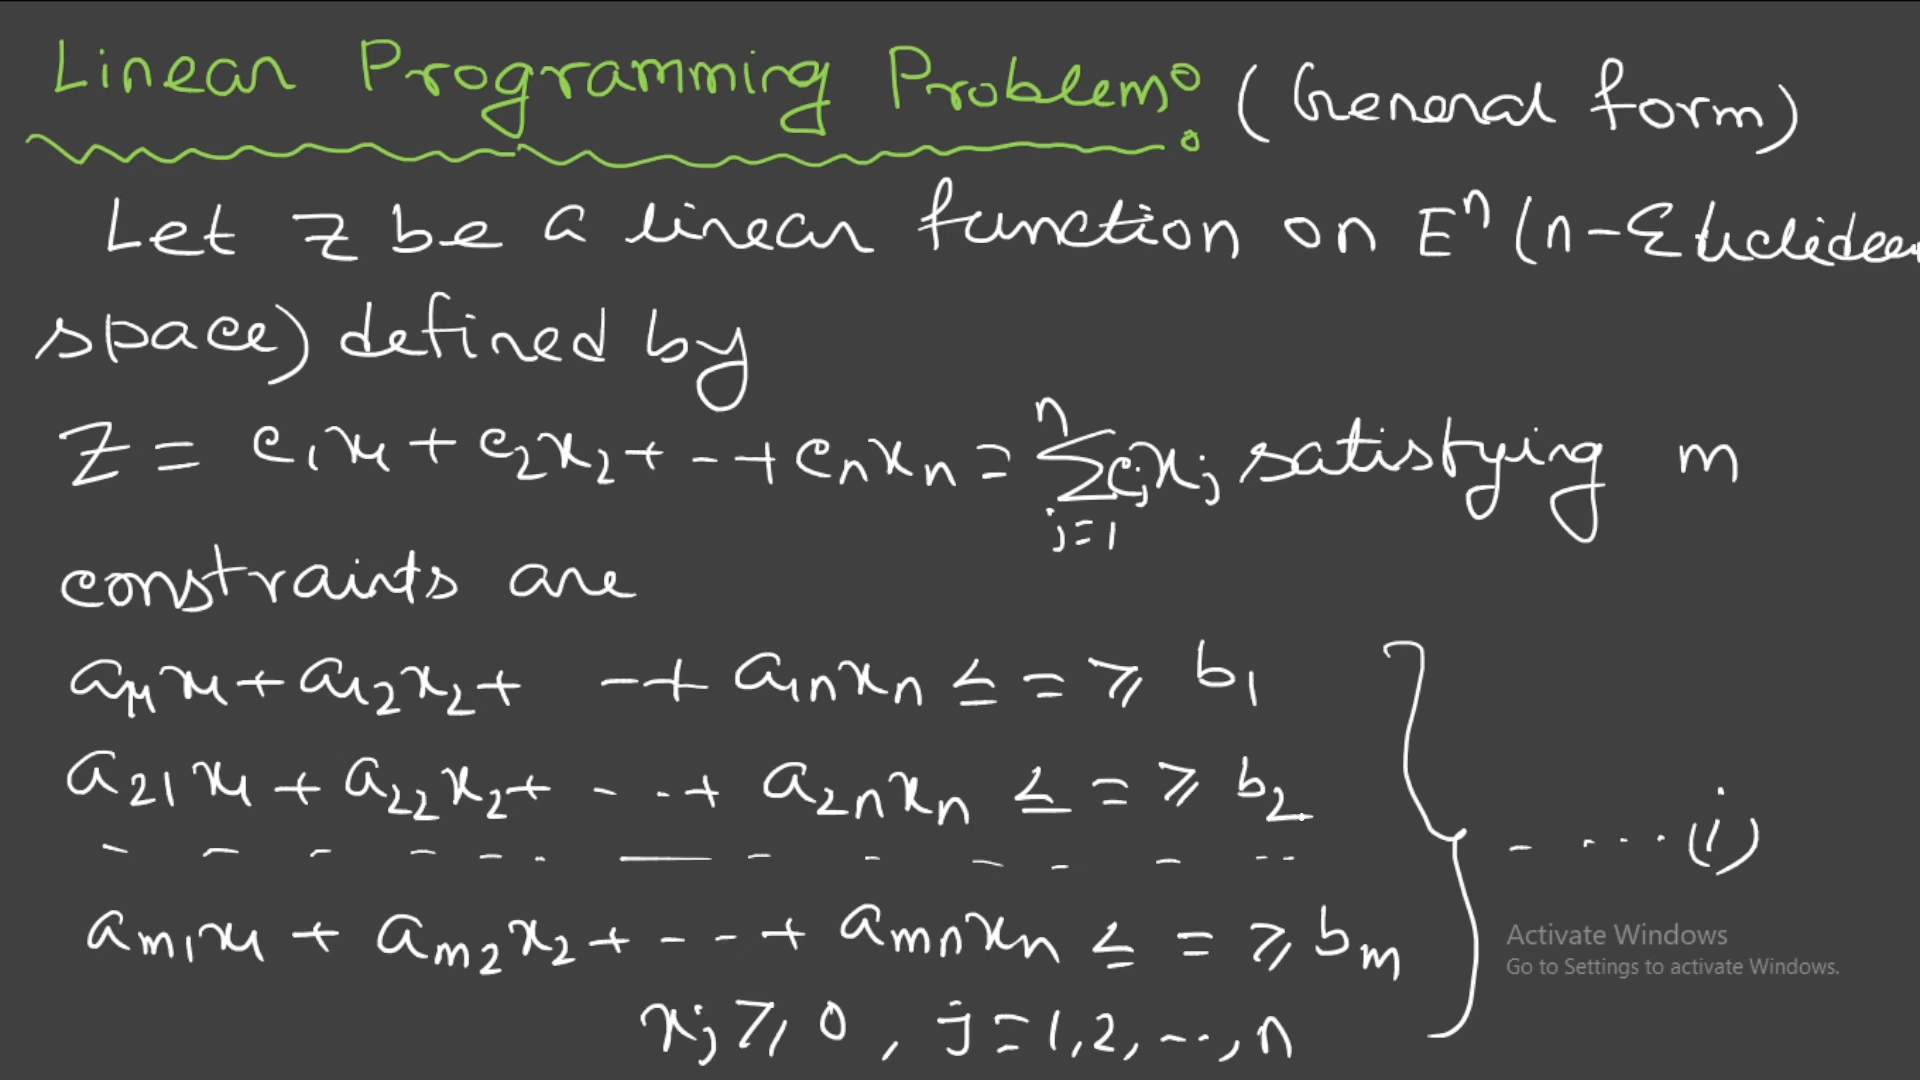 Linear Programming Problem: (General form)
Let Z be a linear function on Eⁿ (n-Euclidean
space) defined by
Z = c₁x₁ + c₂x₂ + -- + cₙxₙ = Σⁿⱼ₌₁ cⱼxⱼ satisfying m
constraints are
a₁₁x₁ + a₁₂x₂ + -- + a₁ₙxₙ ≤ = ≥ b₁
a₂₁x₁ + a₂₂x₂ + - -- + a₂ₙxₙ ≤ = ≥ b₂
- - - - - - — - - - - - -- } - ---- (i)
aₘ₁x₁ + aₘ₂x₂ + - - -- + aₘₙxₙ ≤ = ≥ bₘ
xⱼ ≥ 0, j = 1, 2, ---, n
Activate Windows
Go to Settings to activate Windows.